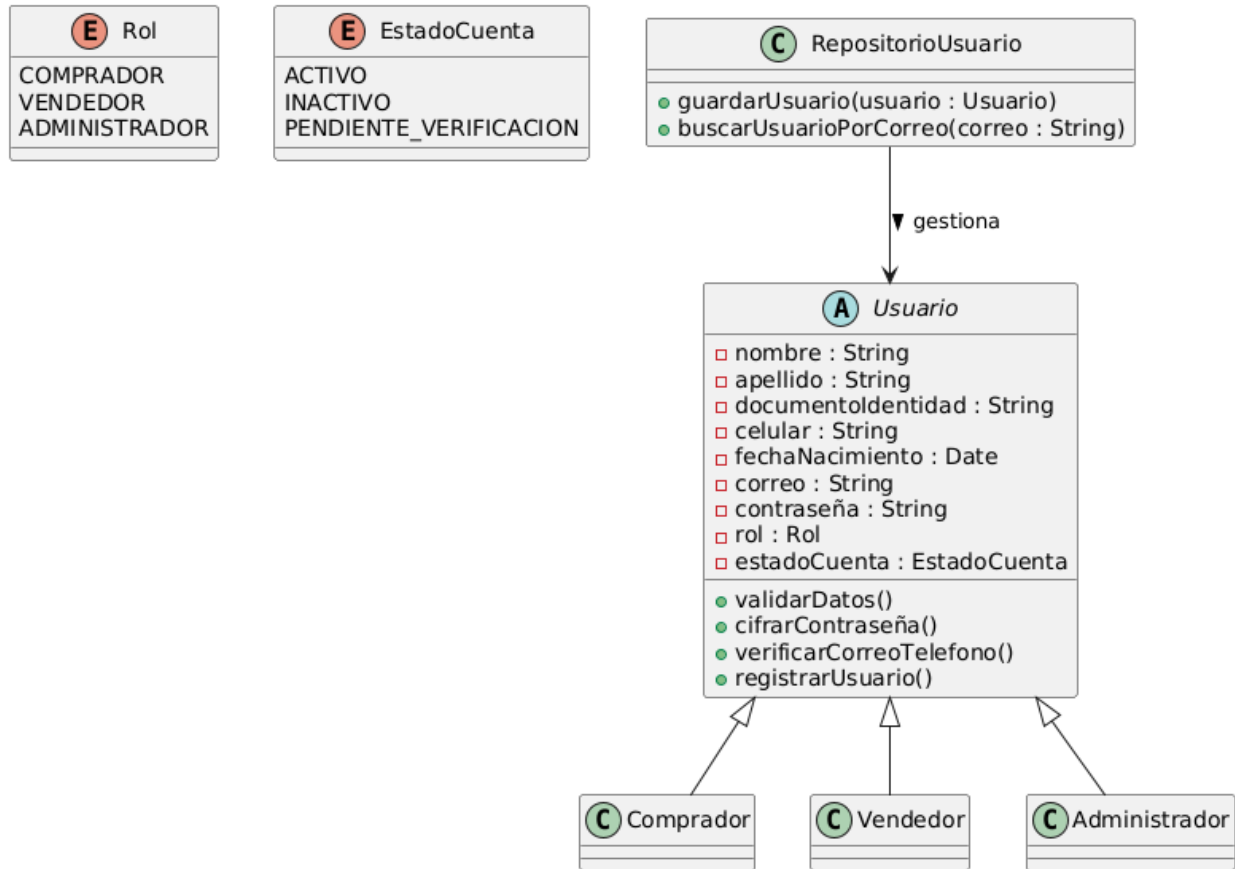 E Rol
COMPRADOR
VENDEDOR
ADMINISTRADOR
E EstadoCuenta
ACTIVO
INACTIVO
PENDIENTE_VERIFICACION
C RepositorioUsuario
guardarUsuario(usuario : Usuario)
buscarUsuarioPorCorreo(correo : String)
gestiona
A Usuario
nombre : String
apellido : String
documentoIdentidad : String
celular : String
fechaNacimiento : Date
correo : String
contraseña : String
rol : Rol
estadoCuenta : EstadoCuenta
validarDatos()
cifrarContraseña()
verificarCorreoTelefono()
registrarUsuario()
C Comprador
C Vendedor
C Administrador